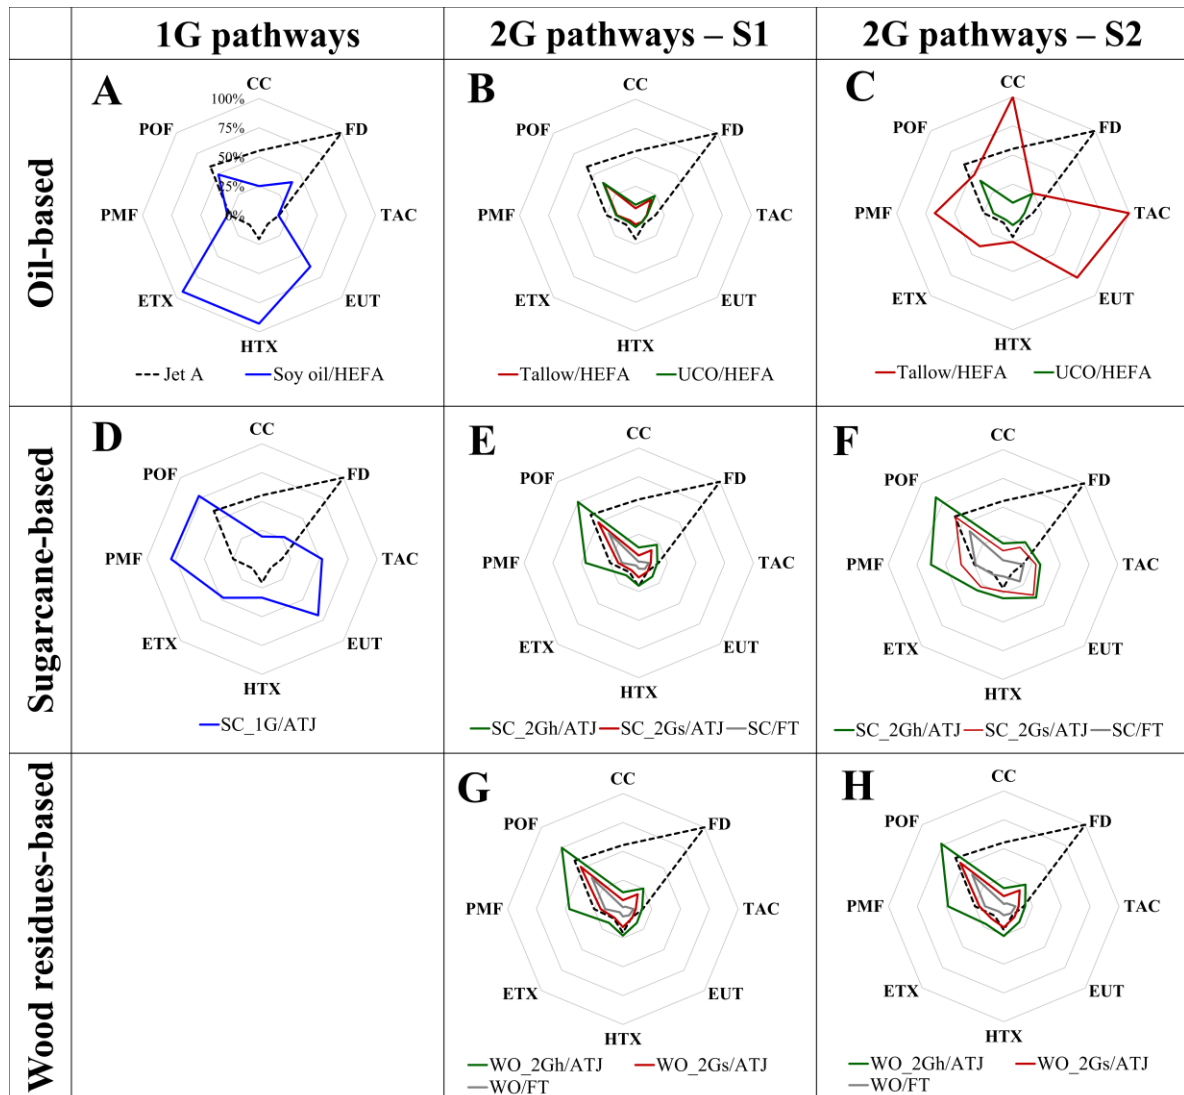 1G pathways
2G pathways – S1
2G pathways – S2
Oil-based
A
CC
100%
75%
50%
25%
0%
FD
TAC
EUT
HTX
ETX
PMF
POF
Jet A
Soy oil/HEFA
B
CC
FD
TAC
EUT
HTX
ETX
PMF
POF
Tallow/HEFA
UCO/HEFA
C
CC
FD
TAC
EUT
HTX
ETX
PMF
POF
Tallow/HEFA
UCO/HEFA
Sugarcane-based
D
CC
FD
TAC
EUT
HTX
ETX
PMF
POF
SC_1G/ATJ
E
CC
FD
TAC
EUT
HTX
ETX
PMF
POF
SC_2Gh/ATJ
SC_2Gs/ATJ
SC/FT
F
CC
FD
TAC
EUT
HTX
ETX
PMF
POF
SC_2Gh/ATJ
SC_2Gs/ATJ
SC/FT
Wood residues-based
G
CC
FD
TAC
EUT
HTX
ETX
PMF
POF
WO_2Gh/ATJ
WO_2Gs/ATJ
WO/FT
H
CC
FD
TAC
EUT
HTX
ETX
PMF
POF
WO_2Gh/ATJ
WO_2Gs/ATJ
WO/FT